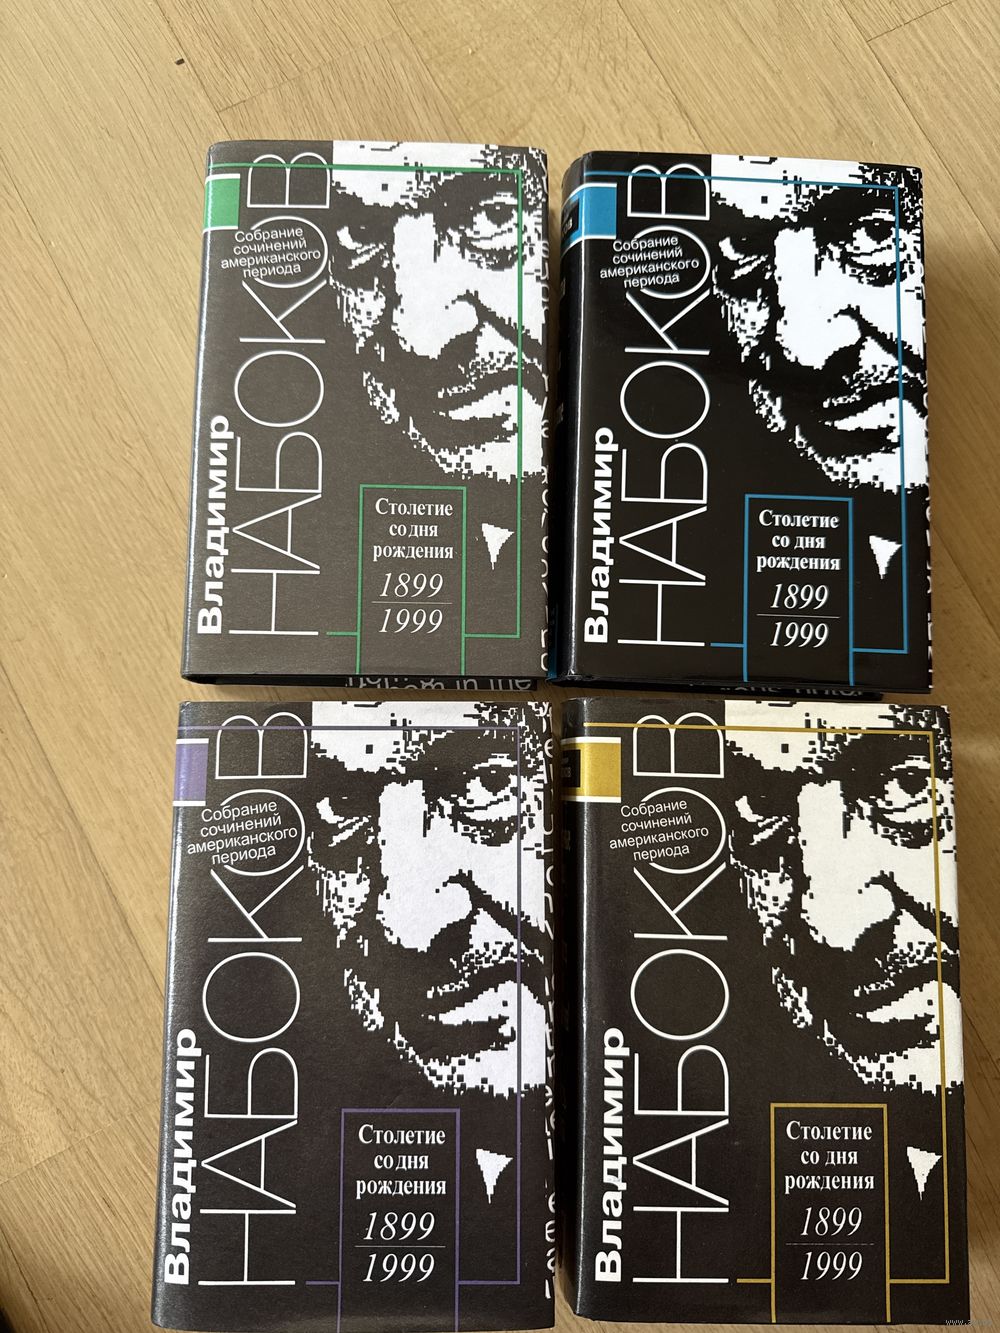 Владимир
НАБОКОВ
Собрание
сочинений
американского
периода
Столетие
со дня
рождения
1899
1999
Владимир
НАБОКОВ
Собрание
сочинений
американского
периода
Столетие
со дня
рождения
1899
1999
Владимир
НАБОКОВ
Собрание
сочинений
американского
периода
Столетие
со дня
рождения
1899
1999
Владимир
НАБОКОВ
Собрание
сочинений
американского
периода
Столетие
со дня
рождения
1899
1999